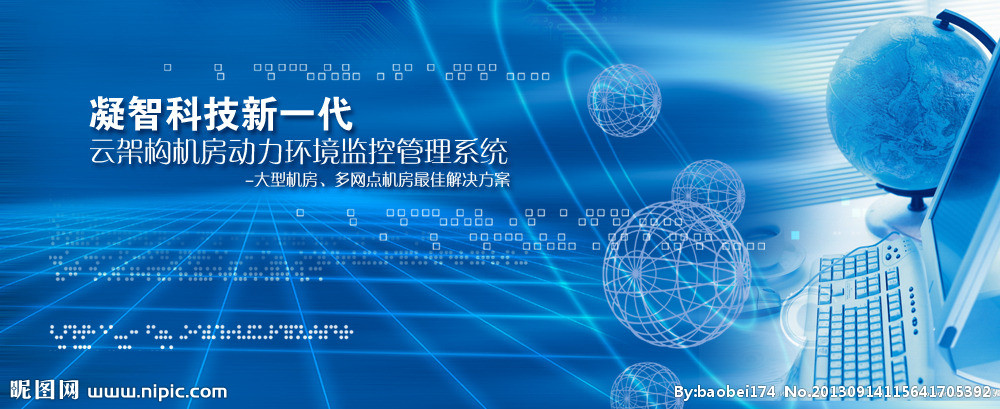 凝智科技新一代
云架构机房动力环境监控管理系统
-大型机房、多网点机房最佳解决方案
昵图网 www.nipic.com
By:baobei174 No.20130914115641705392